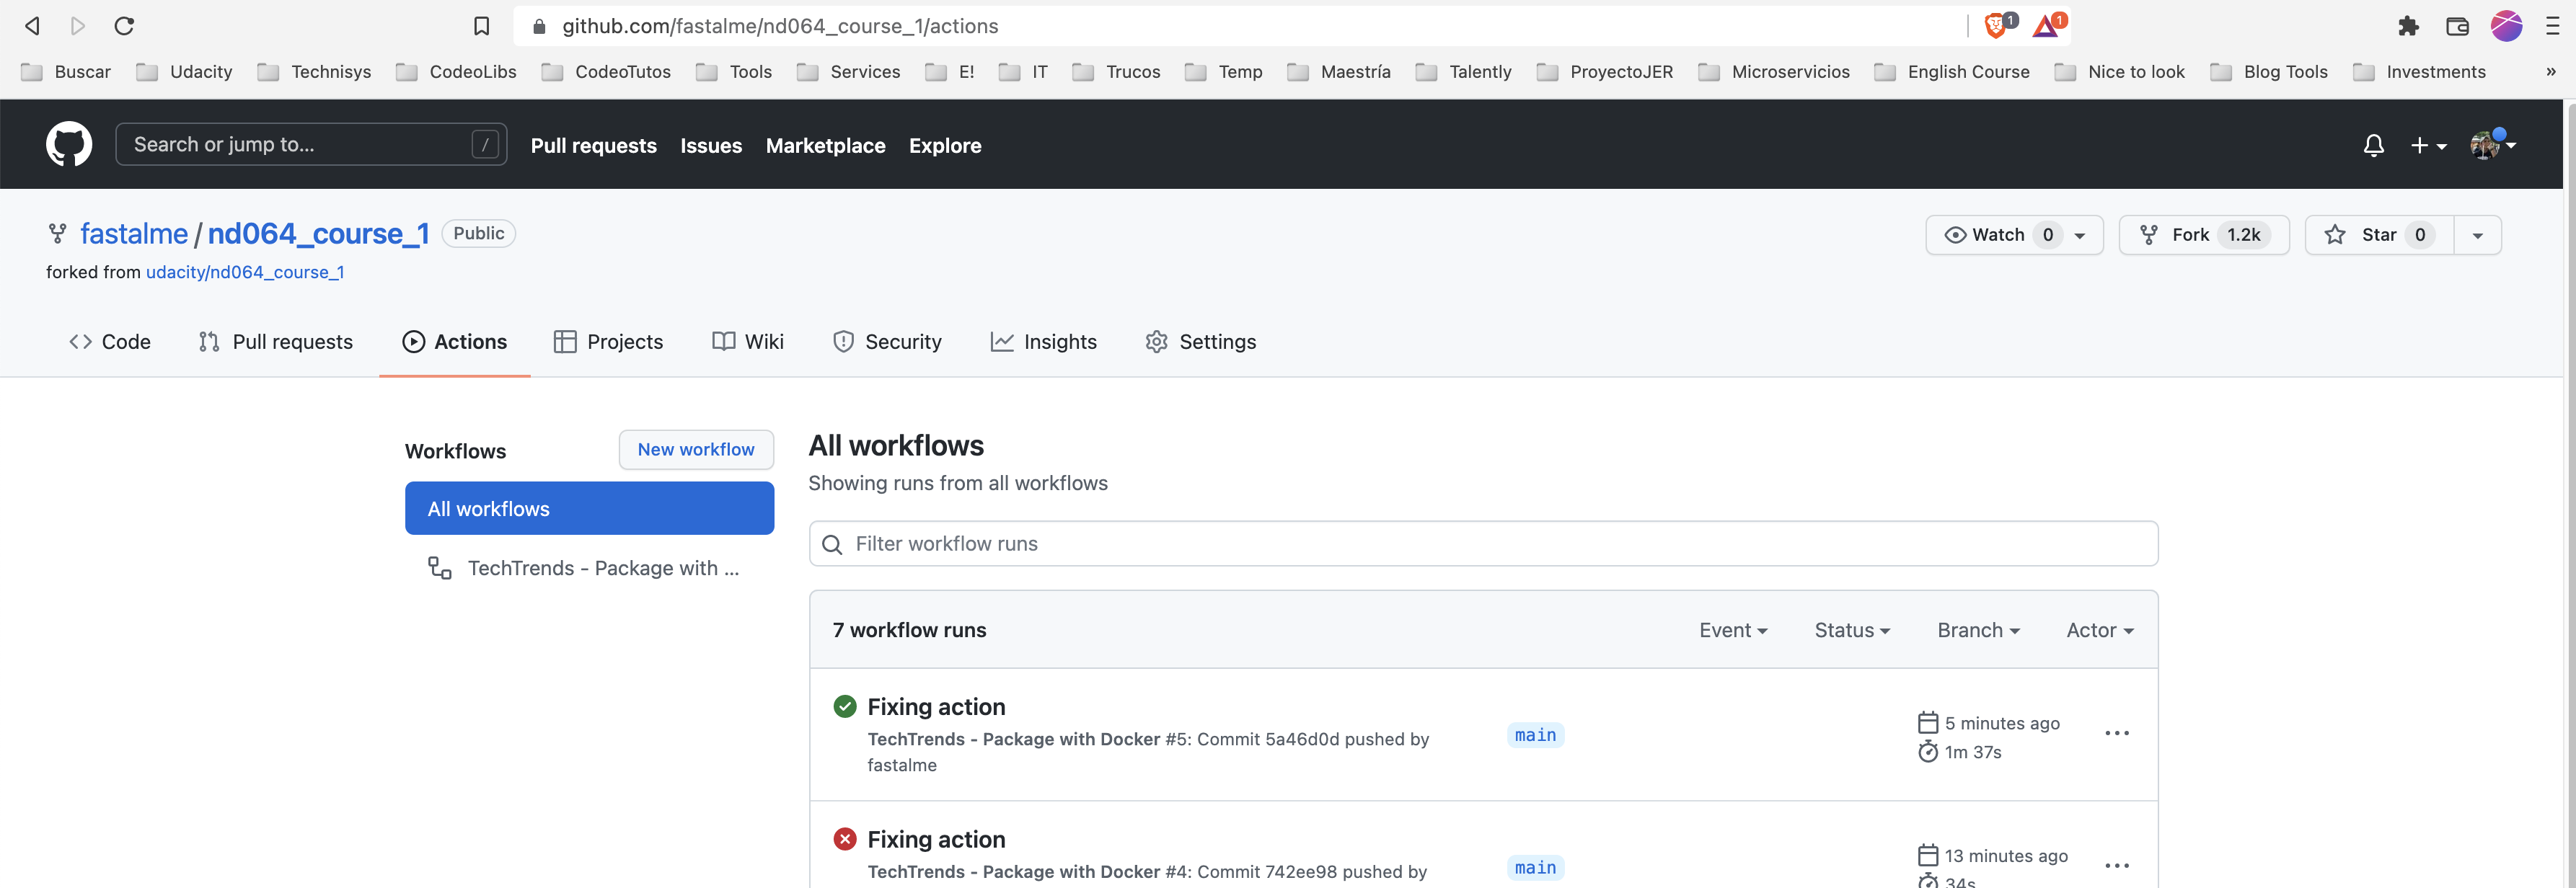 github.com/fastalme/nd064_course_1/actions
1
1
Buscar Udacity Technisys CodeoLibs CodeoTutos Tools Services E! IT Trucos Temp Maestría Talently ProyectoJER Microservicios English Course Nice to look Blog Tools Investments »
Search or jump to... /
Pull requests Issues Marketplace Explore
fastalme / nd064_course_1 Public
Watch 0 Fork 1.2k Star 0
forked from udacity/nd064_course_1
Code Pull requests Actions Projects Wiki Security Insights Settings
Workflows New workflow
All workflows
TechTrends - Package with ...
All workflows
Showing runs from all workflows
Filter workflow runs
7 workflow runs Event Status Branch Actor
Fixing action
TechTrends - Package with Docker #5: Commit 5a46d0d pushed by
fastalme
main
5 minutes ago
1m 37s
Fixing action
TechTrends - Package with Docker #4: Commit 742ee98 pushed by
main
13 minutes ago
34s